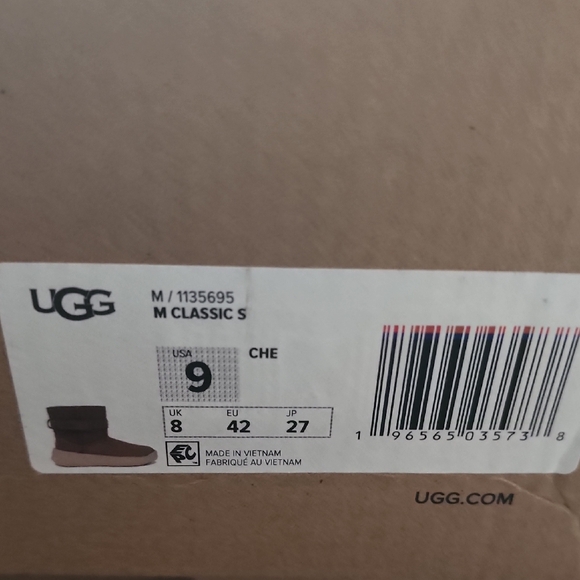 UGG
M / 1135695
M CLASSIC S
USA
9
CHE
UK EU JP
8 42 27
MADE IN VIETNAM
FABRIQUÉ AU VIETNAM
1 96565 03573 8
UGG.COM